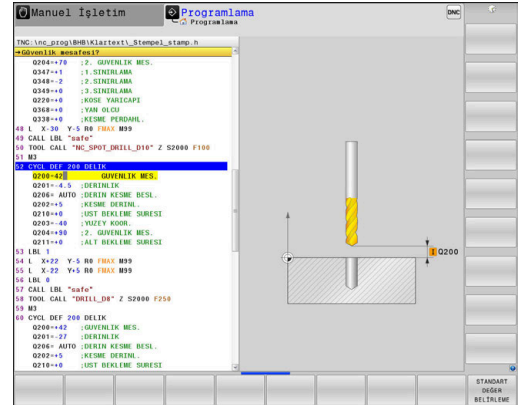 Manuel İşletim
Programlama
Programlama
DNC
TNC:\nc_prog\BHB\Klartext\_Stempel_stamp.h
→Güvenlik mesafesi?
Q204=+70 ;2. GUVENLIK MES.
Q347=+1 ;1.SINIRLAMA
Q348=-2 ;2.SINIRLAMA
Q349=+0 ;3.SINIRLAMA
Q220=+0 ;KOSE YARICAPI
Q368=+0 ;YAN OLCU
Q338=+0 ;KESME PERDAHL.
48 L X-30 Y-5 R0 FMAX M99
49 CALL LBL "safe"
50 TOOL CALL "NC_SPOT_DRILL_D10" Z S2000 F100
51 M3
52 CYCL DEF 200 DELIK
Q200=42 GUVENLIK MES.
Q201=-4.5 ;DERINLIK
Q206= AUTO ;DERIN KESME BESL.
Q202=+5 ;KESME DERINL.
Q210=+0 ;UST BEKLEME SURESI
Q203=-40 ;YUZEY KOOR.
Q204=+90 ;2. GUVENLIK MES.
Q211=+0 ;ALT BEKLEME SURESI
53 LBL 1
54 L X+22 Y-5 R0 FMAX M99
55 L X-22 Y+5 R0 FMAX M99
56 LBL 0
57 CALL LBL "safe"
58 TOOL CALL "DRILL_D8" Z S2000 F250
59 M3
60 CYCL DEF 200 DELIK
Q200=+42 ;GUVENLIK MES.
Q201=-27 ;DERINLIK
Q206= AUTO ;DERIN KESME BESL.
Q202=+5 ;KESME DERINL.
Q210=+0 ;UST BEKLEME SURESI
I Q200
STANDART
DEĞER
BELİRLEME